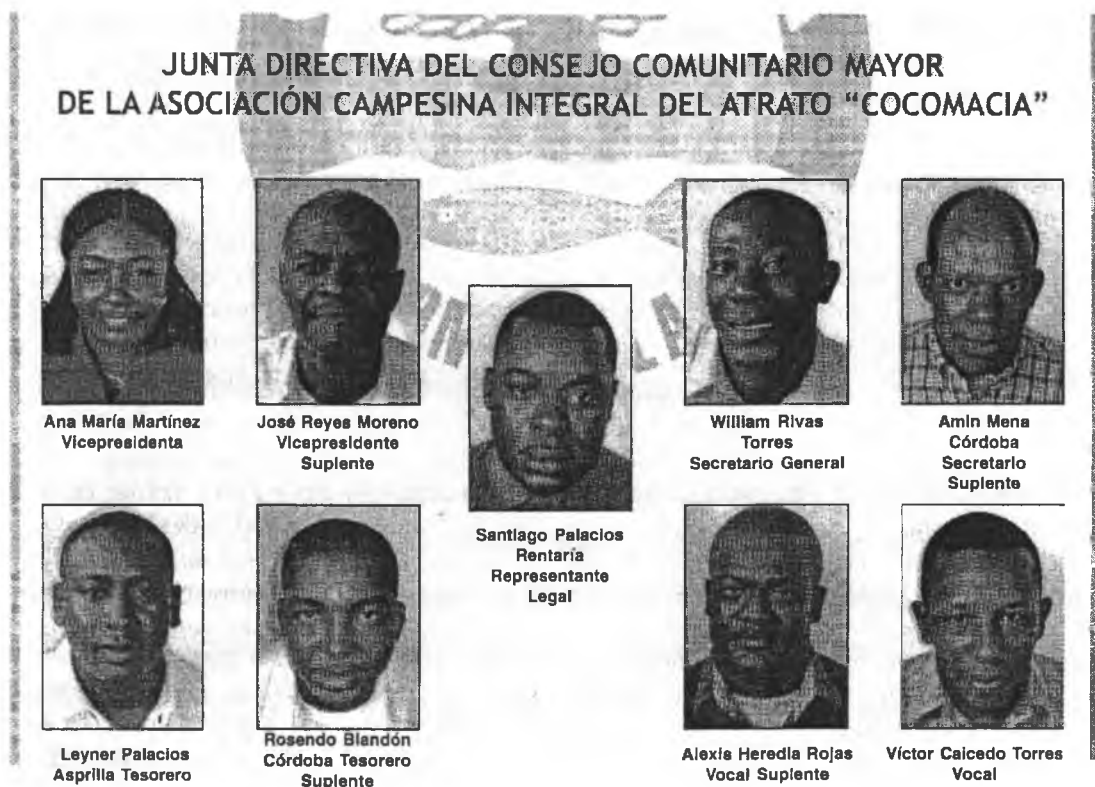 JUNTA DIRECTIVA DEL CONSEJO COMUNITARIO MAYOR
DE LA ASOCIACIÓN CAMPESINA INTEGRAL DEL ATRATO “COCOMACIA”
Ana María Martínez
Vicepresidenta
José Reyes Moreno
Vicepresidente
Suplente
Santiago Palacios
Rentaría
Representante
Legal
William Rivas
Torres
Secretario General
Amin Mena
Córdoba
Secretario
Suplente
Leyner Palacios
Asprilla Tesorero
Rosendo Blandón
Córdoba Tesorero
Suplente
Alexis Heredia Rojas
Vocal Suplente
Víctor Caicedo Torres
Vocal